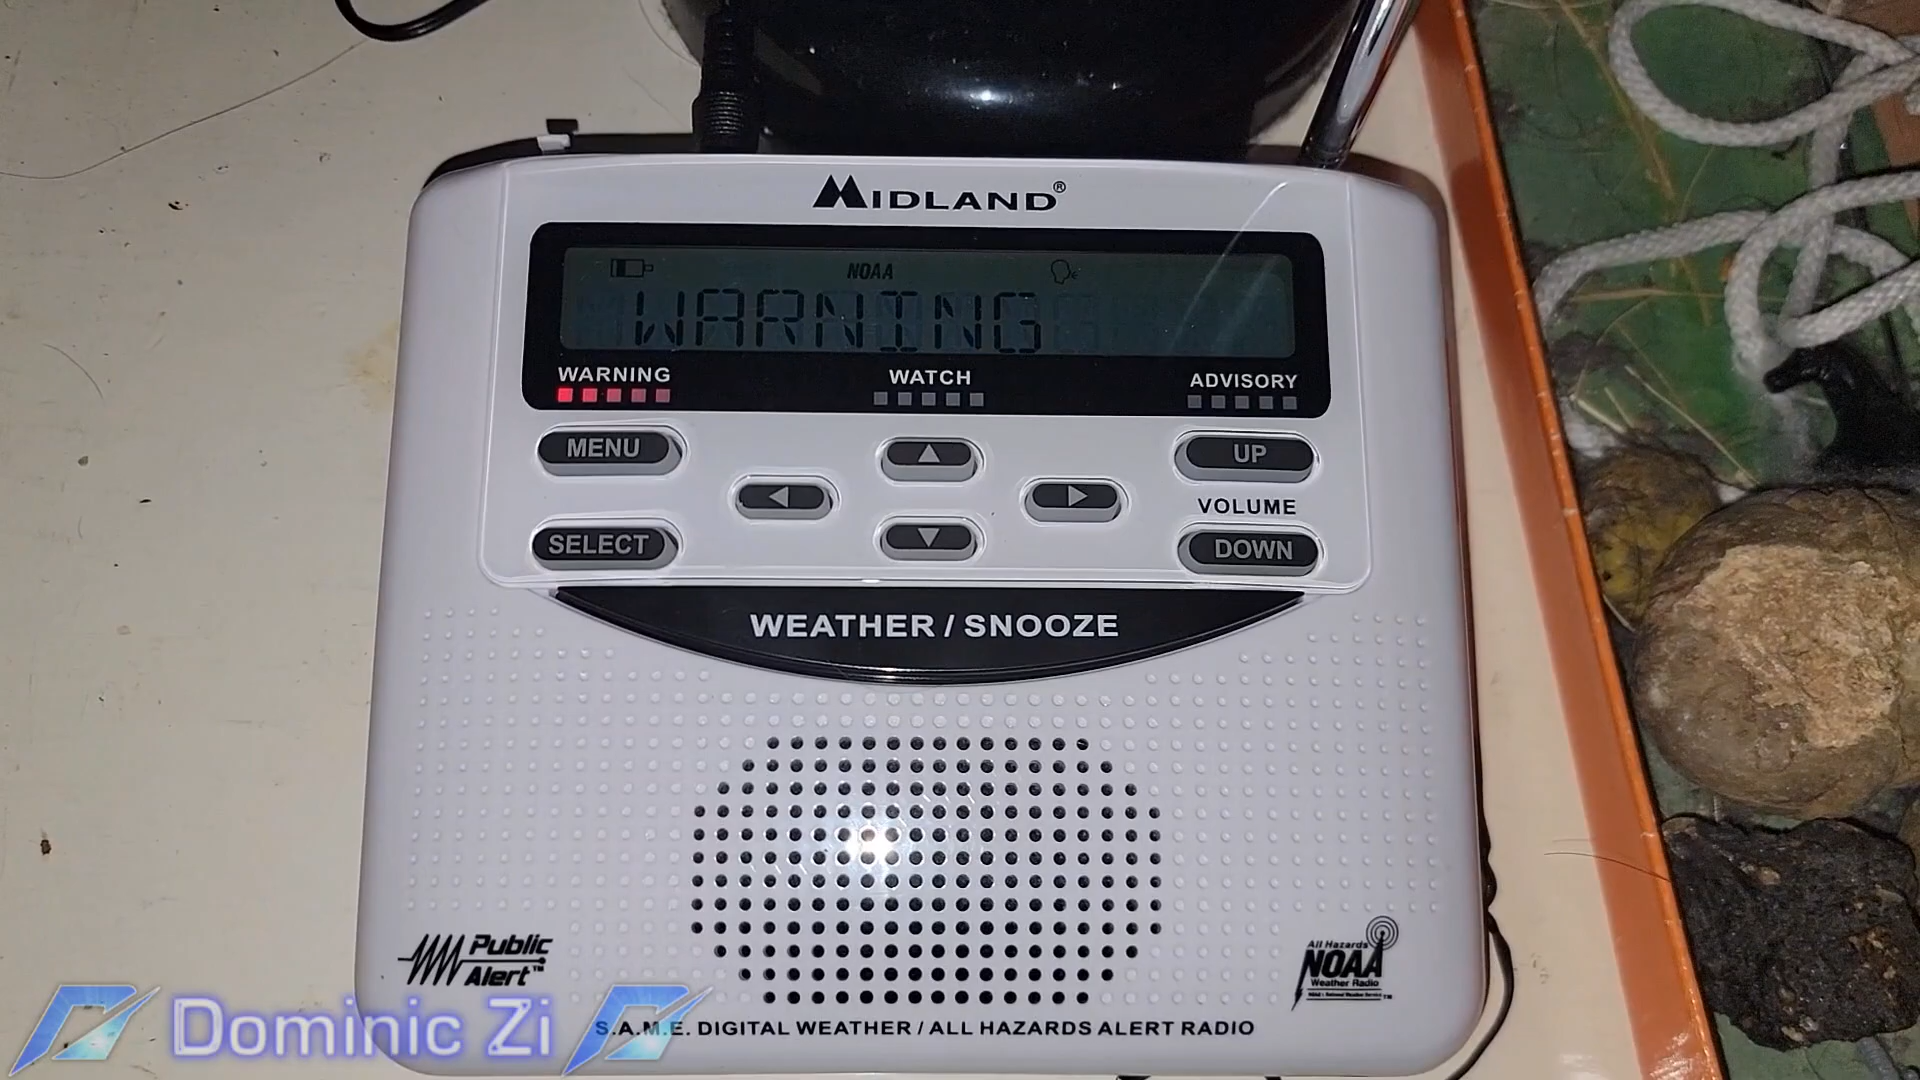 MIDLAND®
NOAA
WARNING
WARNING WATCH ADVISORY
MENU UP
VOLUME
SELECT DOWN
WEATHER / SNOOZE
Public
Alert™
All Hazards
NOAA
Weather Radio
Dominic Zi
S.A.M.E. DIGITAL WEATHER / ALL HAZARDS ALERT RADIO